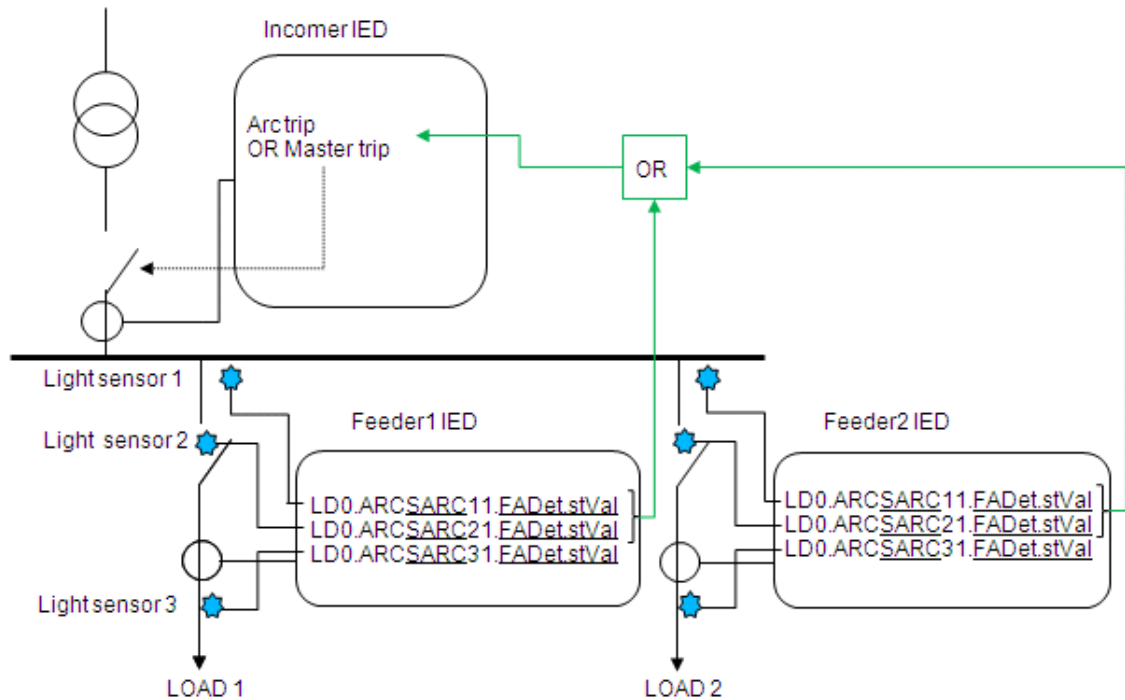 Incomer IED
Arc trip
OR Master trip
OR
Light sensor 1
Feeder1 IED
Feeder2 IED
Light sensor 2
LD0.ARCSARC11.FADet.stVal
LD0.ARCSARC21.FADet.stVal
LD0.ARCSARC31.FADet.stVal
LD0.ARCSARC11.FADet.stVal
LD0.ARCSARC21.FADet.stVal
LD0.ARCSARC31.FADet.stVal
Light sensor 3
LOAD 1
LOAD 2